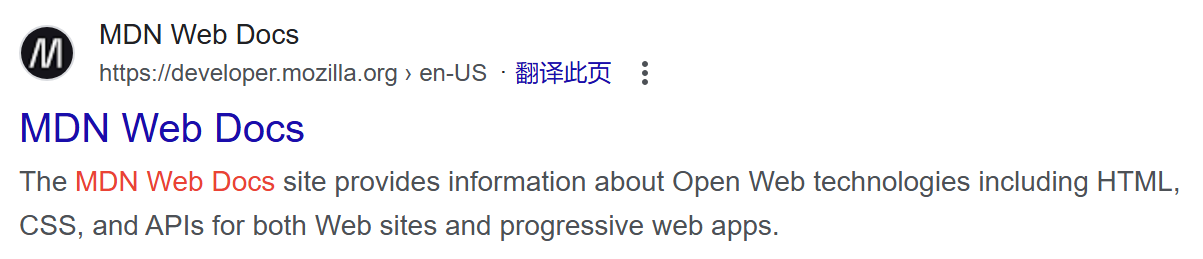 MDN Web Docs
https://developer.mozilla.org › en-US · 翻译此页
MDN Web Docs
The MDN Web Docs site provides information about Open Web technologies including HTML,
CSS, and APIs for both Web sites and progressive web apps.